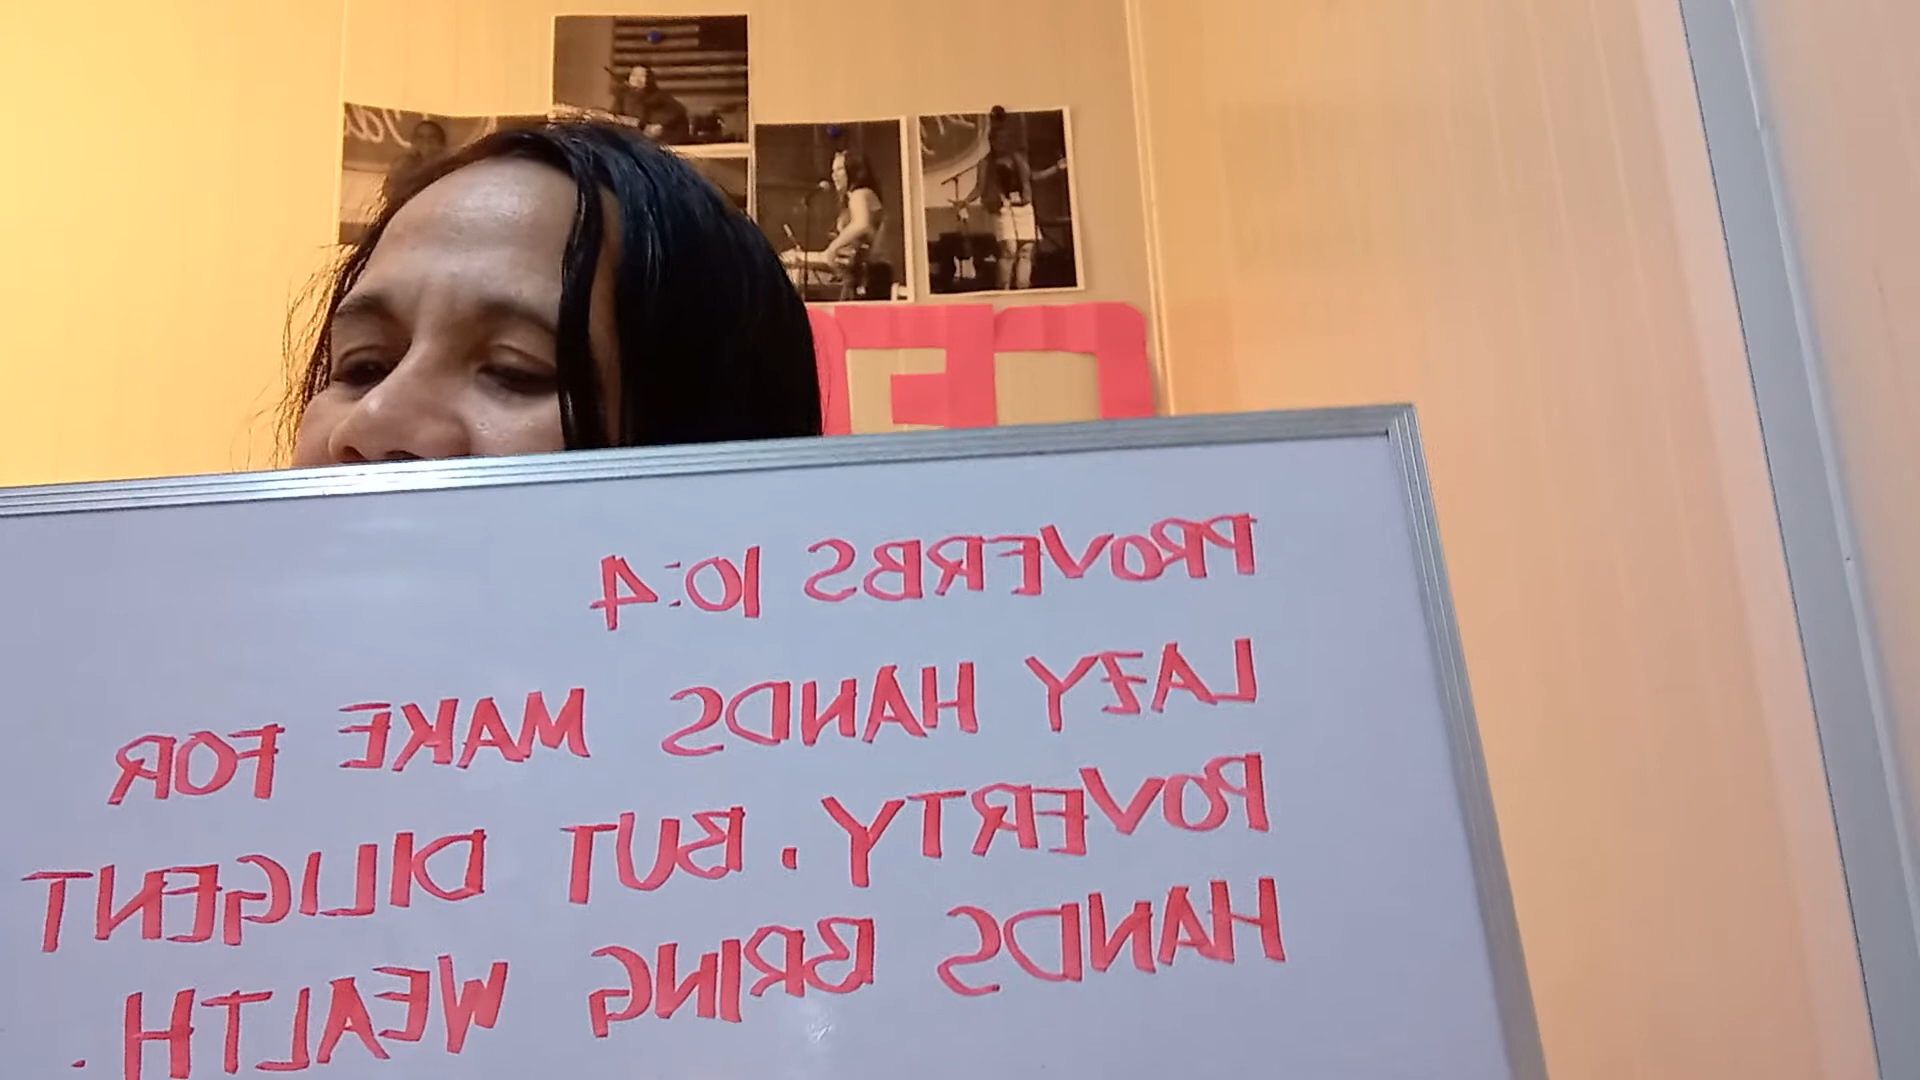 PROVERBS 10:4
LAZY HANDS MAKE FOR
POVERTY, BUT DILIGENT
HANDS BRING WEALTH.